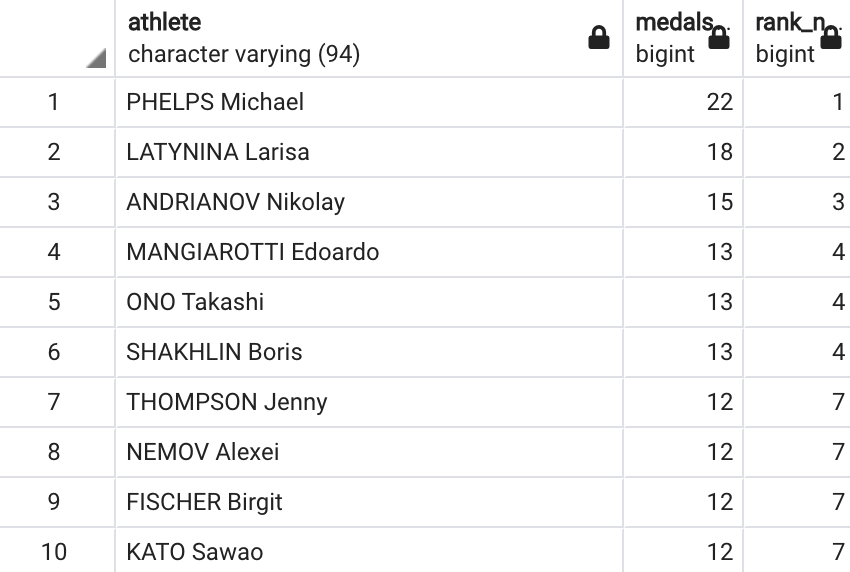 athlete medals... rank_n...
character varying (94) bigint bigint
1 PHELPS Michael 22 1
2 LATYNINA Larisa 18 2
3 ANDRIANOV Nikolay 15 3
4 MANGIAROTTI Edoardo 13 4
5 ONO Takashi 13 4
6 SHAKHLIN Boris 13 4
7 THOMPSON Jenny 12 7
8 NEMOV Alexei 12 7
9 FISCHER Birgit 12 7
10 KATO Sawao 12 7